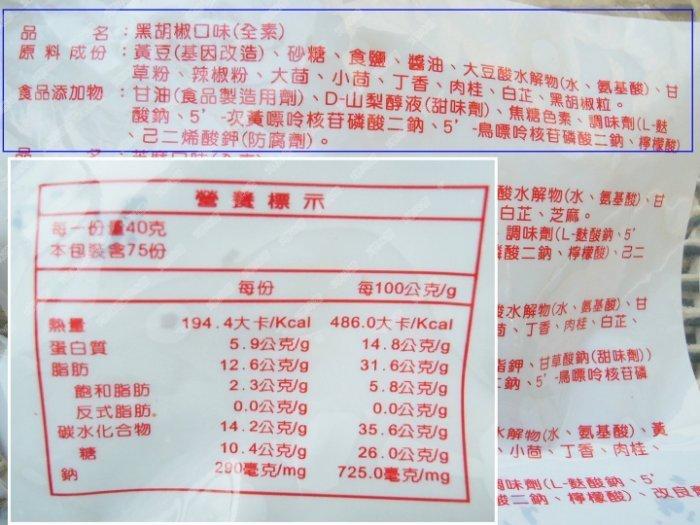 品名：黑胡椒口味(全素)
原料成份：黃豆(基因改造)、砂糖、食鹽、醬油、大豆酸水解物(水、氨基酸)、甘
草粉、辣椒粉、大茴、小茴、丁香、肉桂、白芷、黑胡椒粒。
食品添加物：甘油(食品製造用劑)、D-山梨醇液(甜味劑)、焦糖色素、調味劑(L-麩
酸鈉、5’-次黃嘌呤核苷磷酸二鈉、5’-鳥嘌呤核苷磷酸二鈉、檸檬酸)
、己二烯酸鉀(防腐劑)。
營養標示
每一份量40克
本包裝含75份
每份 每100公克/g
熱量 194.4大卡/Kcal 486.0大卡/Kcal
蛋白質 5.9公克/g 14.8公克/g
脂肪 12.6公克/g 31.6公克/g
飽和脂肪 2.3公克/g 5.8公克/g
反式脂肪。 0.0公克/g 0.0公克/g
碳水化合物 14.2公克/g 35.6公克/g
糖 10.4公克/g 26.0公克/g
鈉 290毫克/mg 725.0毫克/mg
酸水解物(水、氨基酸)、甘
白芷、芝麻。
調味劑(L-麩酸鈉、5’
磷酸二鈉、檸檬酸)、己二
酸水解物(水、氨基酸)、甘
、丁香、肉桂、白芷、
鉀、甘草酸鈉(甜味劑))
鈉、5’-鳥嘌呤核苷磷
水解物(水、氨基酸)、黃
、小茴、丁香、肉桂、
調味劑(L-麩酸鈉、5’
酸二鈉、檸檬酸)、改良劑